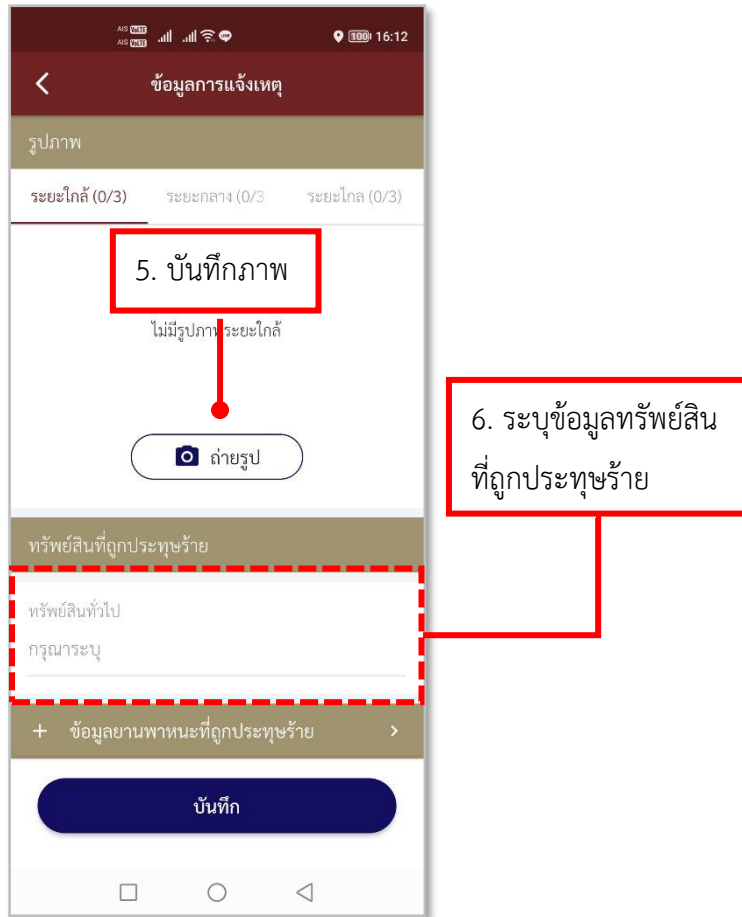 AIS VoLTE
AIS VoLTE
100 16:12
ข้อมูลการแจ้งเหตุ
รูปภาพ
ระยะใกล้ (0/3) ระยะกลาง (0/3 ระยะไกล (0/3)
5. บันทึกภาพ
ไม่มีรูปภาพระยะใกล้
ถ่ายรูป
6. ระบุข้อมูลทรัพย์สิน
ที่ถูกประทุษร้าย
ทรัพย์สินที่ถูกประทุษร้าย
ทรัพย์สินทั่วไป
กรุณาระบุ
+ ข้อมูลยานพาหนะที่ถูกประทุษร้าย >
บันทึก